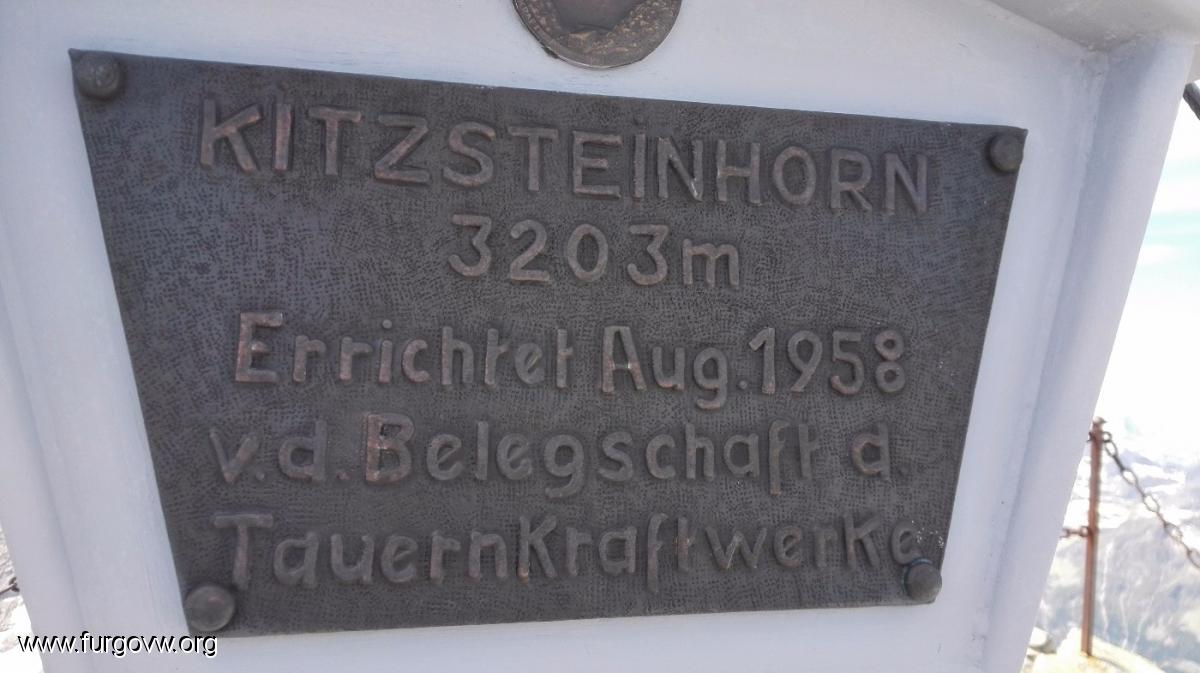 KITZSTEINHORN
3203m
Errichtet Aug. 1958
v.d. Belegschaft d.
Tauernkraftwerke
www.furgovw.org